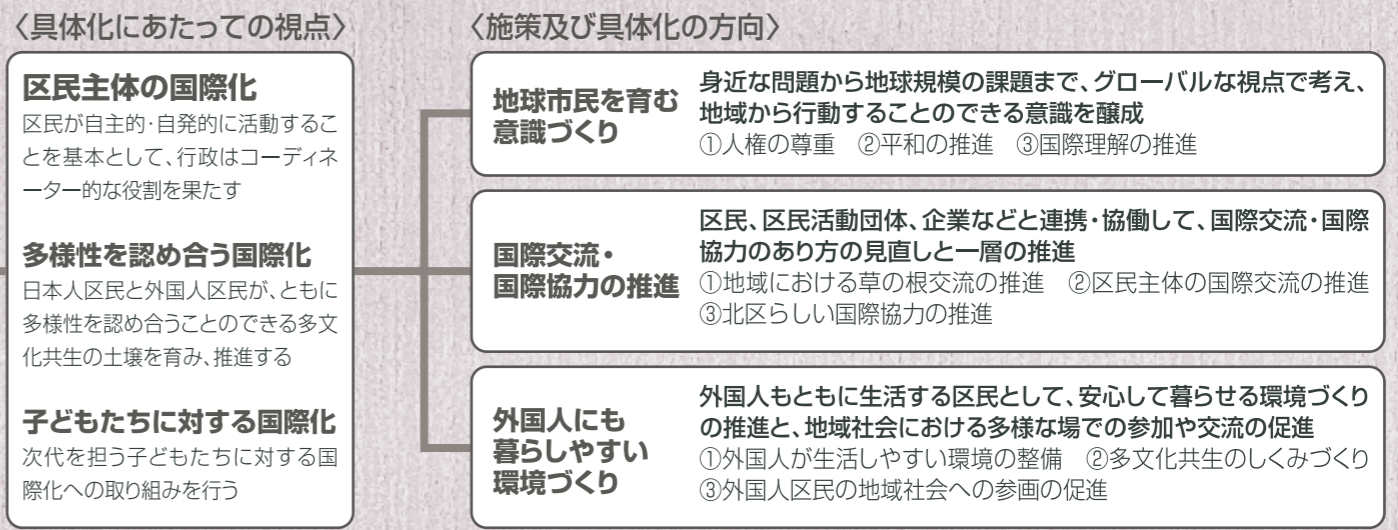 〈具体化にあたっての視点〉
区民主体の国際化
区民が自主的・自発的に活動するこ
とを基本として、行政はコーディネ
ーター的な役割を果たす
多様性を認め合う国際化
日本人区民と外国人区民が、ともに
多様性を認め合うことのできる多文
化共生の土壌を育み、推進する
子どもたちに対する国際化
次代を担う子どもたちに対する国
際化への取り組みを行う
〈施策及び具体化の方向〉
地球市民を育む
意識づくり
身近な問題から地球規模の課題まで、グローバルな視点で考え、
地域から行動することのできる意識を醸成
①人権の尊重　②平和の推進　③国際理解の推進
国際交流・
国際協力の推進
区民、区民活動団体、企業などと連携・協働して、国際交流・国際
協力のあり方の見直しと一層の推進
①地域における草の根交流の推進　②区民主体の国際交流の推進
③北区らしい国際協力の推進
外国人にも
暮らしやすい
環境づくり
外国人もともに生活する区民として、安心して暮らせる環境づくり
の推進と、地域社会における多様な場での参加や交流の促進
①外国人が生活しやすい環境の整備　②多文化共生のしくみづくり
③外国人区民の地域社会への参画の促進